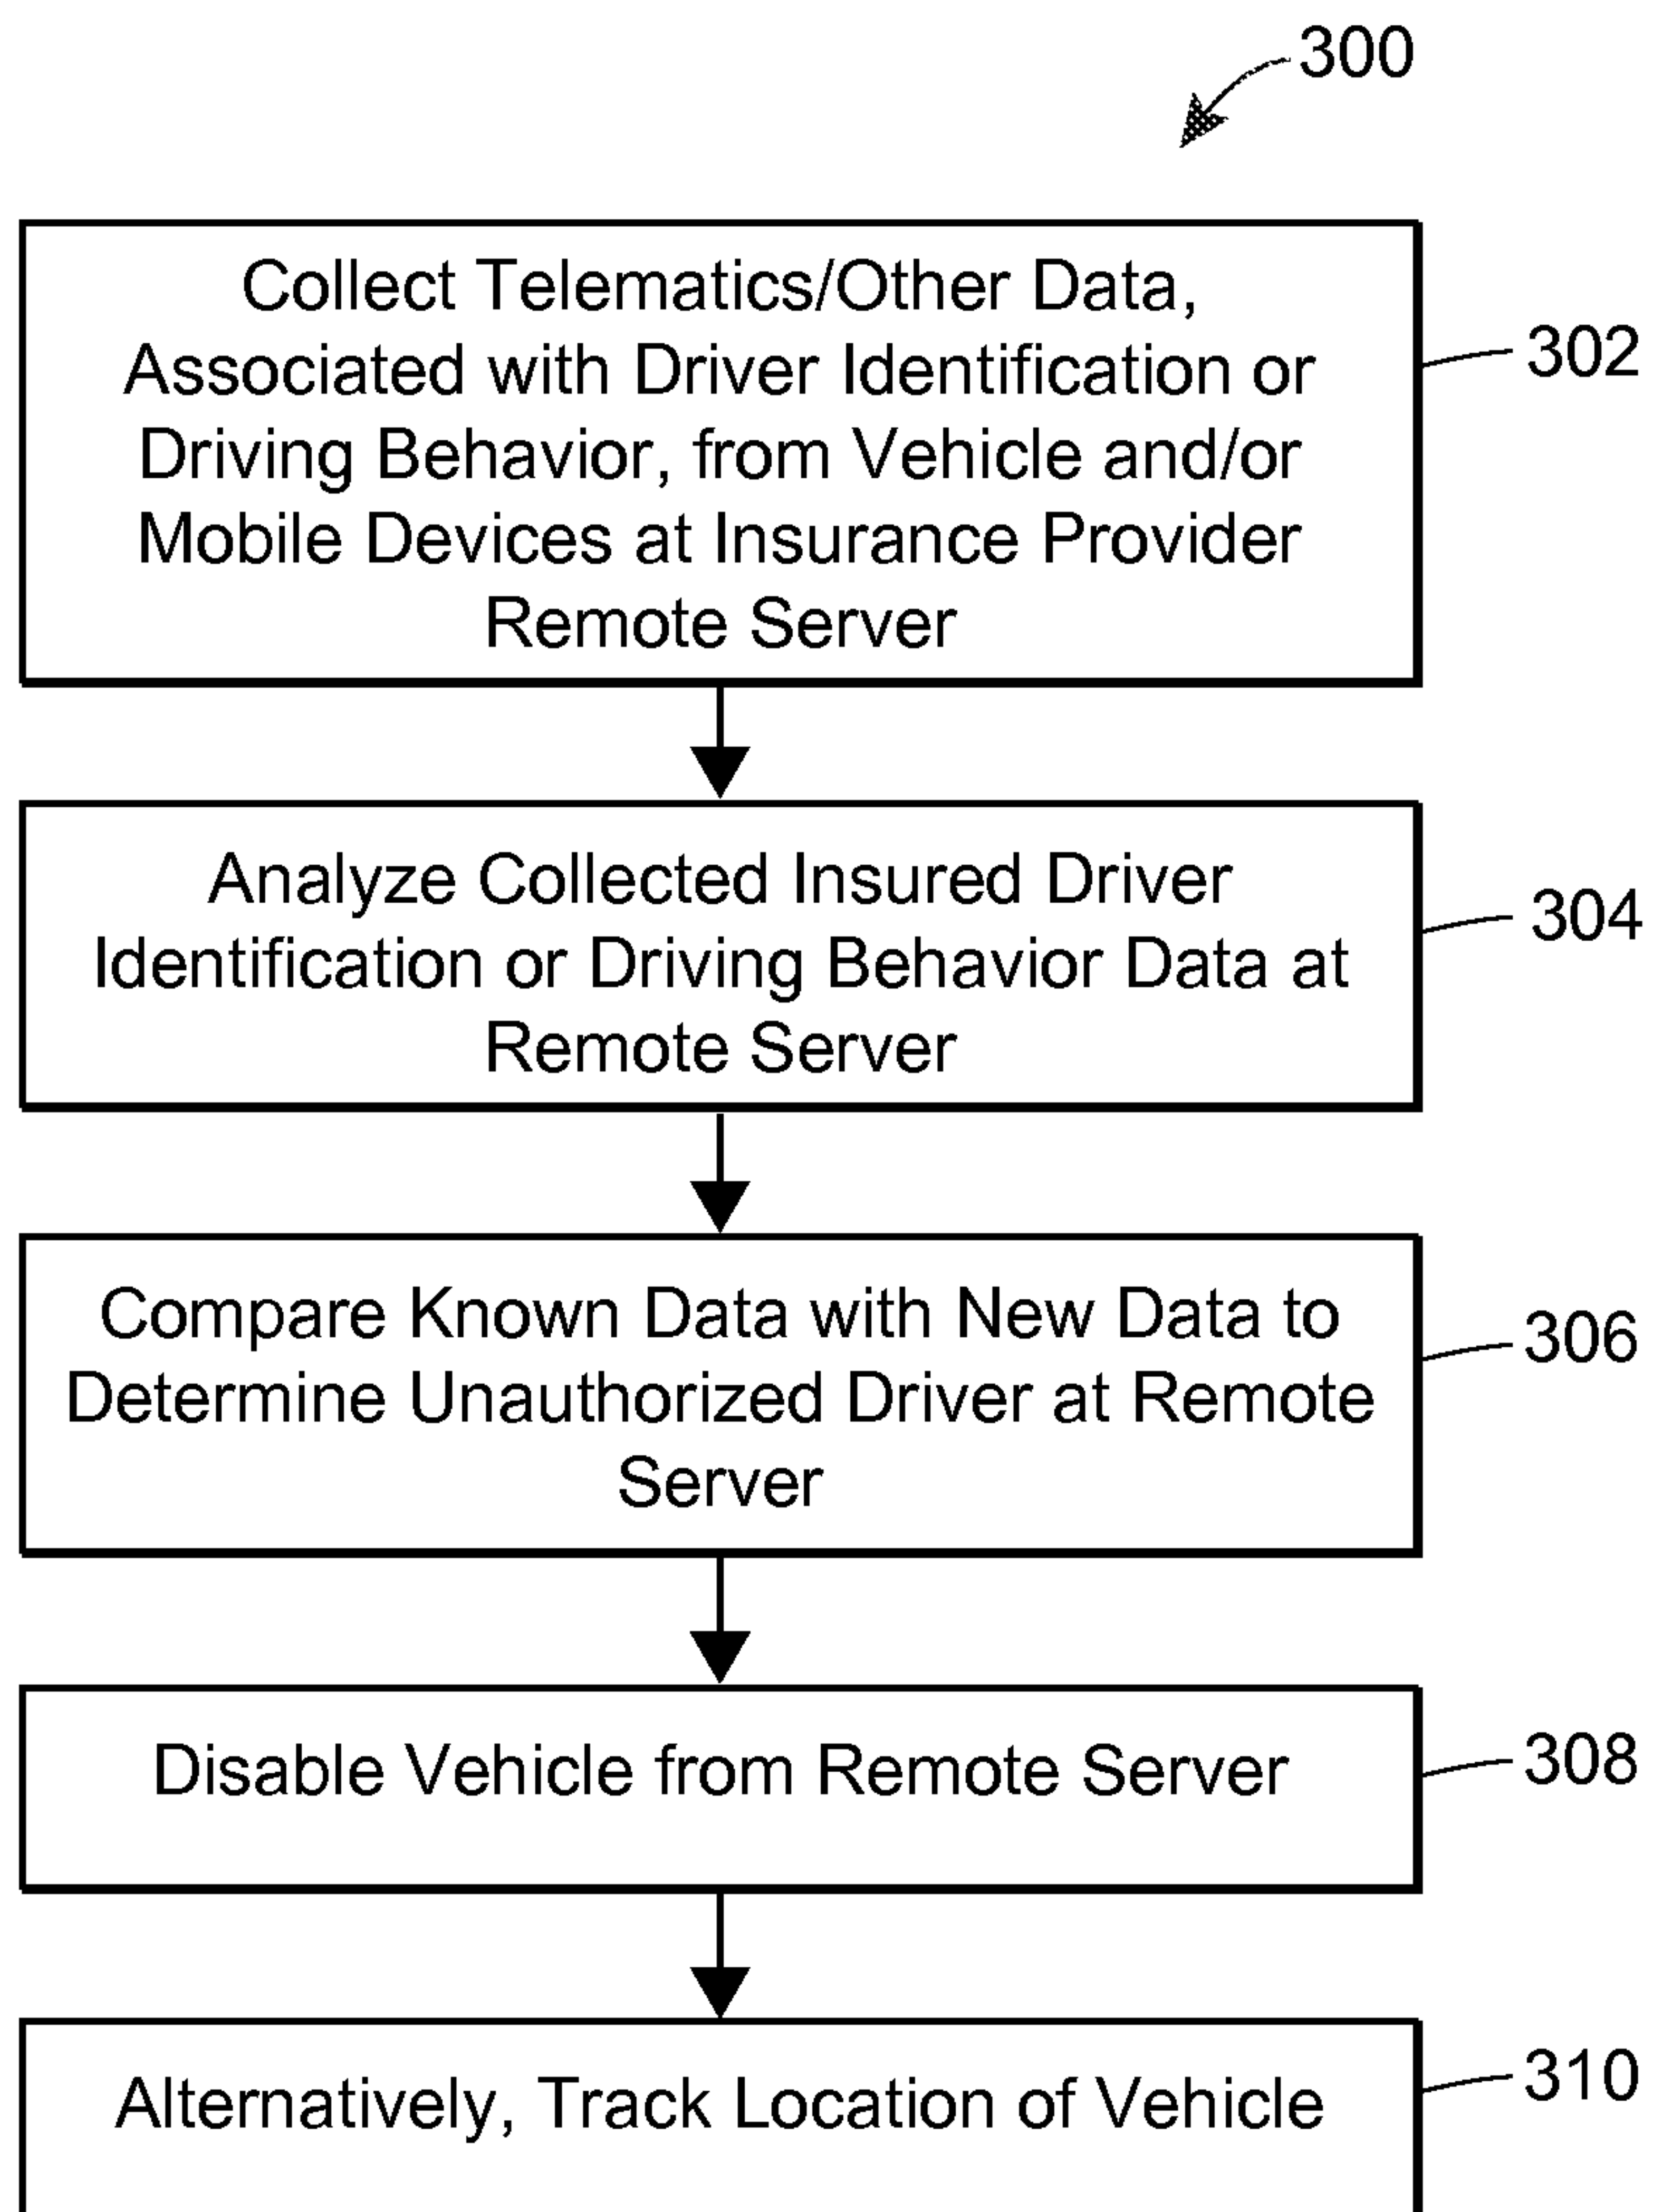 300
Collect Telematics/Other Data,
Associated with Driver Identification or
Driving Behavior, from Vehicle and/or
Mobile Devices at Insurance Provider
Remote Server
302
Analyze Collected Insured Driver
Identification or Driving Behavior Data at
Remote Server
304
Compare Known Data with New Data to
Determine Unauthorized Driver at Remote
Server
306
Disable Vehicle from Remote Server
308
Alternatively, Track Location of Vehicle
310